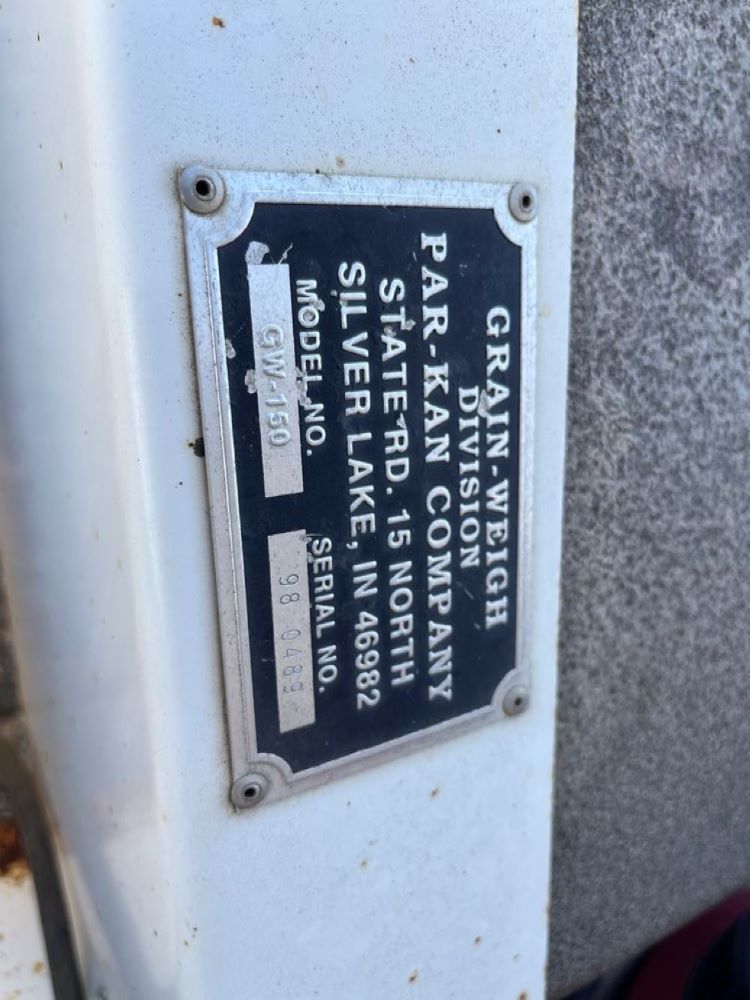 GRAIN-WEIGH
DIVISION
PAR-KAN COMPANY
STATE RD. 15 NORTH
SILVER LAKE, IN 46982
MODEL NO. SERIAL NO.
GW-150 98 0489